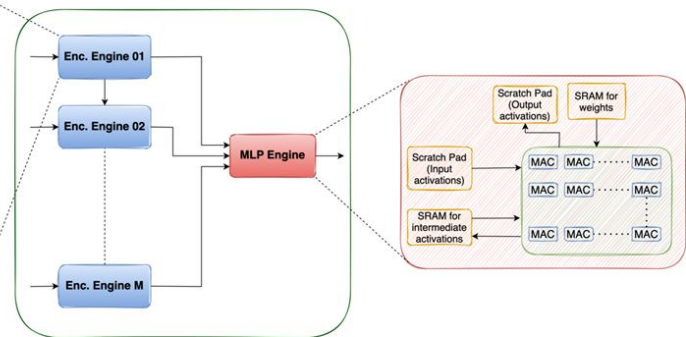 Enc. Engine 01
Enc. Engine 02
Enc. Engine M
MLP Engine
Scratch Pad
(Output
activations)
SRAM for
weights
Scratch Pad
(Input
activations)
SRAM for
intermediate
activations
MAC MAC MAC
MAC MAC MAC
MAC MAC MAC